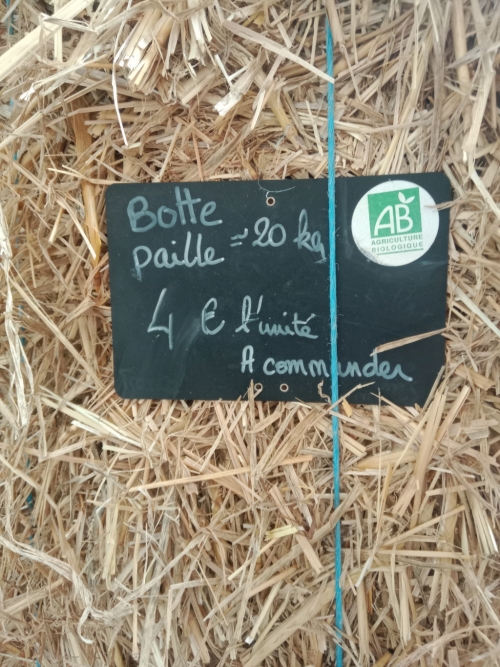 Botte
paille = 20 kg
4 € l'unité
A commander
AB
AGRICULTURE
BIOLOGIQUE